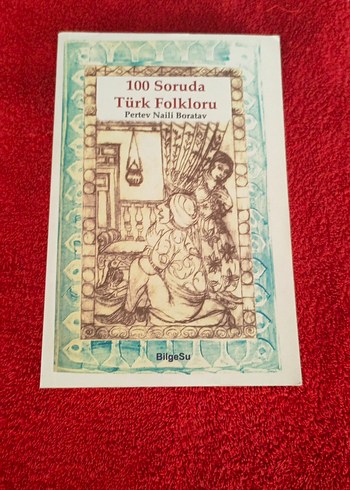 100 Soruda
Türk Folkloru
Pertev Naili Boratav
BilgeSu